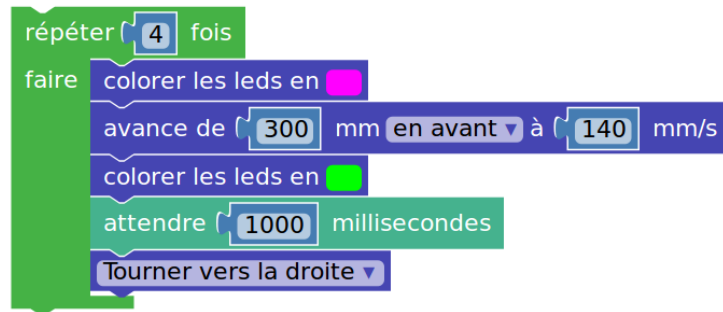 répéter 4 fois
faire colorer les leds en
avance de 300 mm en avant à 140 mm/s
colorer les leds en
attendre 1000 millisecondes
Tourner vers la droite